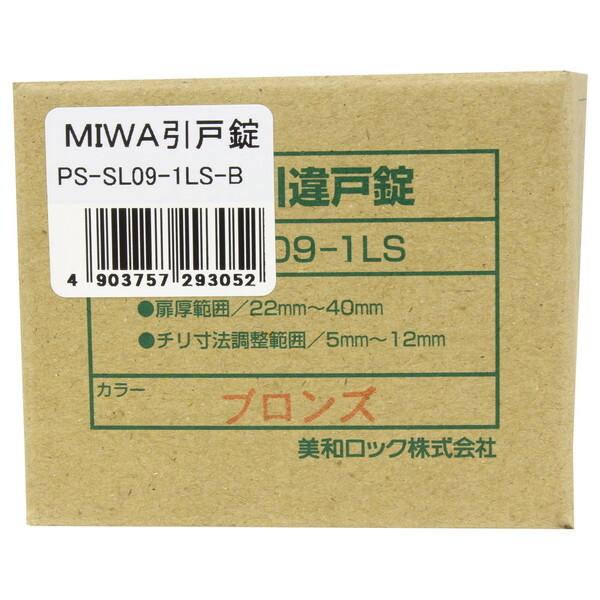 MIWA引戸錠
PS-SL09-1LS-B
4 903757 293052
引違戸錠
09-1LS
●扉厚範囲/22mm～40mm
●チリ寸法調整範囲/5mm～12mm
カラー
ブロンズ
美和ロック株式会社